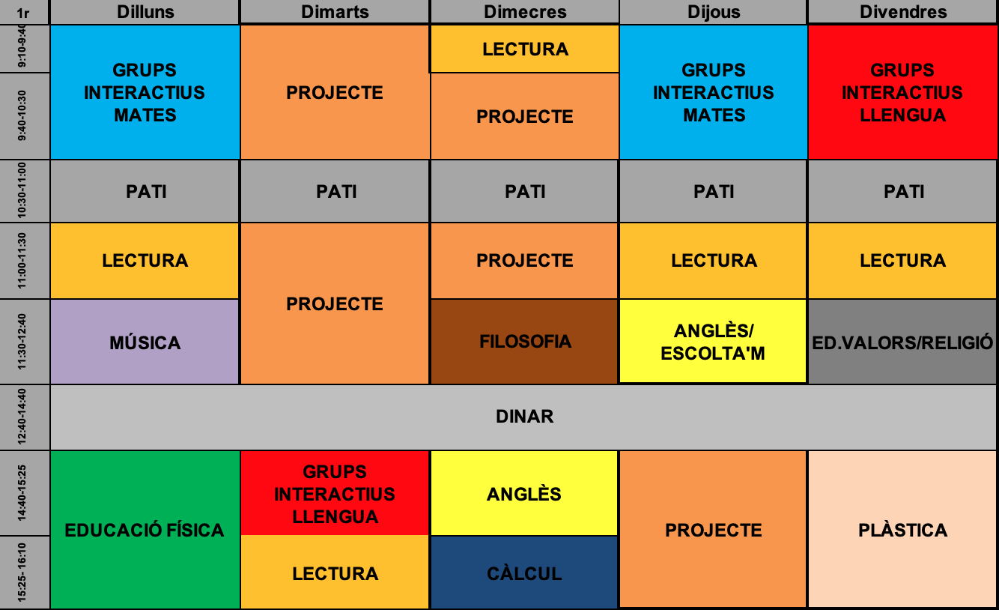 1r Dilluns Dimarts Dimecres Dijous Divendres
9:10-9:40
LECTURA
GRUPS
INTERACTIUS
MATES
PROJECTE
GRUPS
INTERACTIUS
MATES
GRUPS
INTERACTIUS
LLENGUA
9:40-10:30
PROJECTE
10:30-11:00
PATI PATI PATI PATI PATI
11:00-11:30
LECTURA
PROJECTE
PROJECTE
LECTURA
LECTURA
11:30-12:40
MÚSICA
FILOSOFIA
ANGLÈS/
ESCOLTA'M
ED.VALORS/RELIGIÓ
12:40-14:40
DINAR
14:40-15:25
EDUCACIÓ FÍSICA
GRUPS
INTERACTIUS
LLENGUA
ANGLÈS
PROJECTE
PLÀSTICA
15:25- 16:10
LECTURA
CÀLCUL